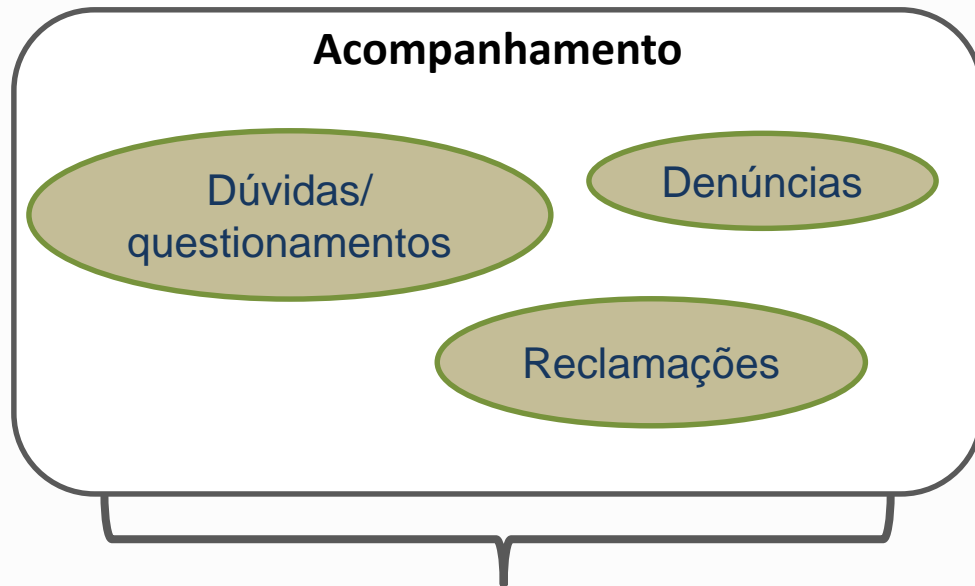 Acompanhamento
Dúvidas/
questionamentos
Denúncias
Reclamações